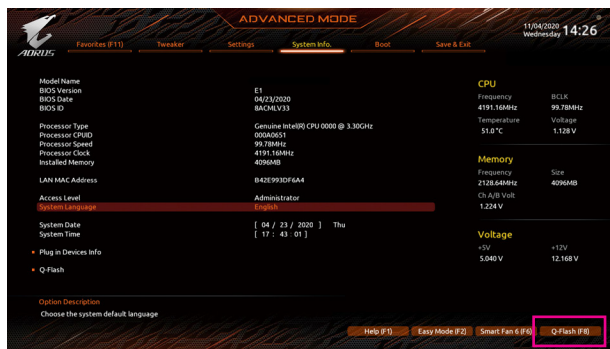 ADVANCED MODE
11/04/2020 Wednesday 14:26
AORUS
Favorites (F11) Tweaker Settings System Info. Boot Save & Exit
Model Name
BIOS Version E1
BIOS Date 04/23/2020
BIOS ID 8ACMLV33
Processor Type Genuine Intel(R) CPU 0000 @ 3.30GHz
Processor CPUID 000A0651
Processor Speed 99.78MHz
Processor Clock 4191.16MHz
Installed Memory 4096MB
LAN MAC Address B42E993DF6A4
Access Level Administrator
System Language English
System Date [ 04 / 23 / 2020 ] Thu
System Time [ 17 : 43 : 01 ]
Plug in Devices Info
Q-Flash
CPU
Frequency BCLK
4191.16MHz 99.78MHz
Temperature Voltage
51.0 °C 1.128 V
Memory
Frequency Size
2128.64MHz 4096MB
Ch A/B Volt
1.224 V
Voltage
+5V +12V
5.040 V 12.168 V
Option Description
Choose the system default language
Help (F1) Easy Mode (F2) Smart Fan 6 (F6) Q-Flash (F8)